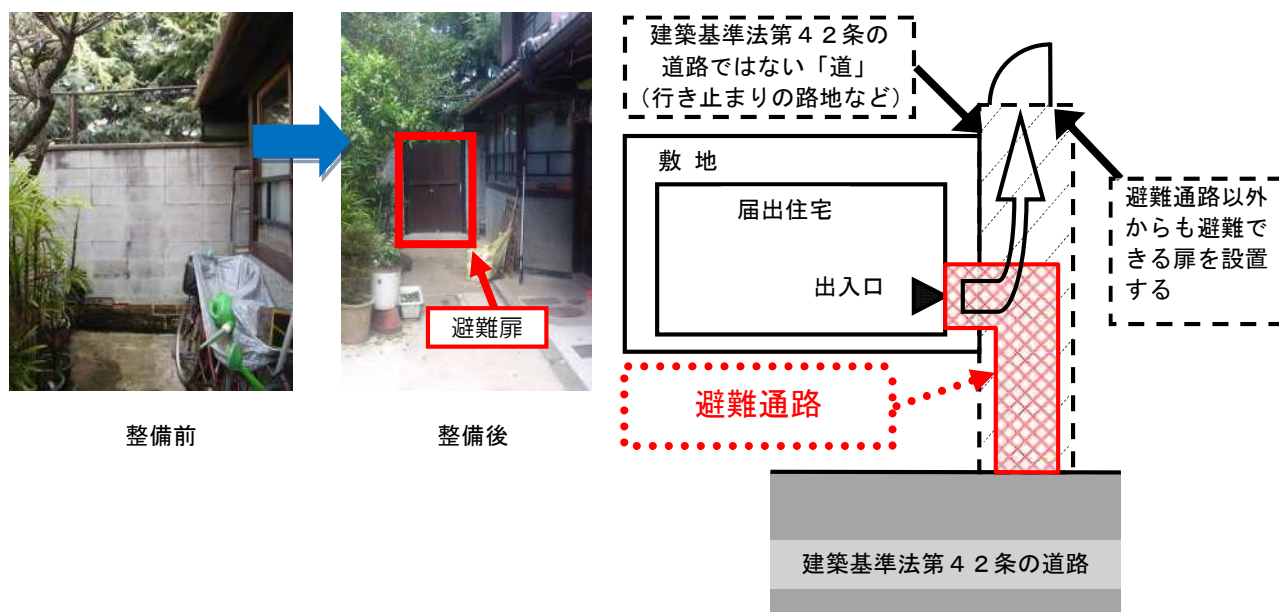 建築基準法第４２条の
道路ではない「道」
（行き止まりの路地など）
敷 地
届出住宅
出入口
避難通路以外
からも避難で
きる扉を設置
する
避難扉
避難通路
整備前
整備後
建築基準法第４２条の道路